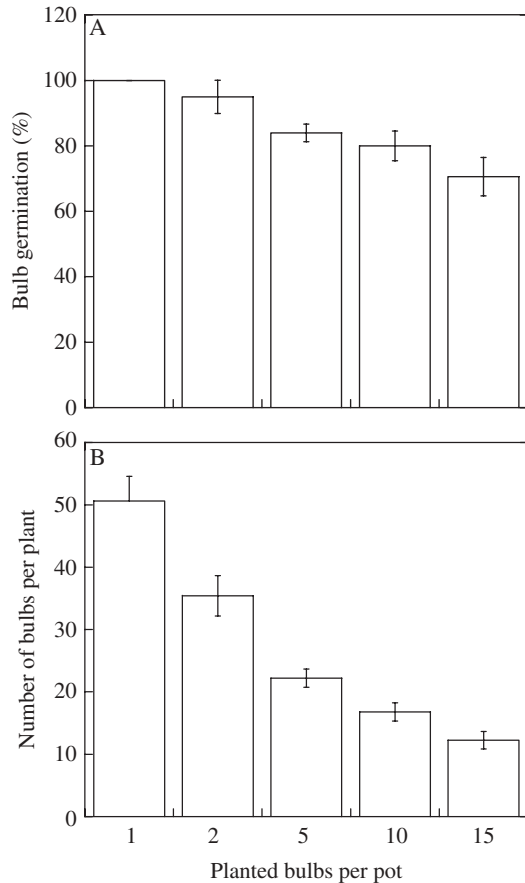 A
Bulb germination (%)
120
100
80
60
40
20
0
B
Number of bulbs per plant
60
50
40
30
20
10
0
1 2 5 10 15
Planted bulbs per pot